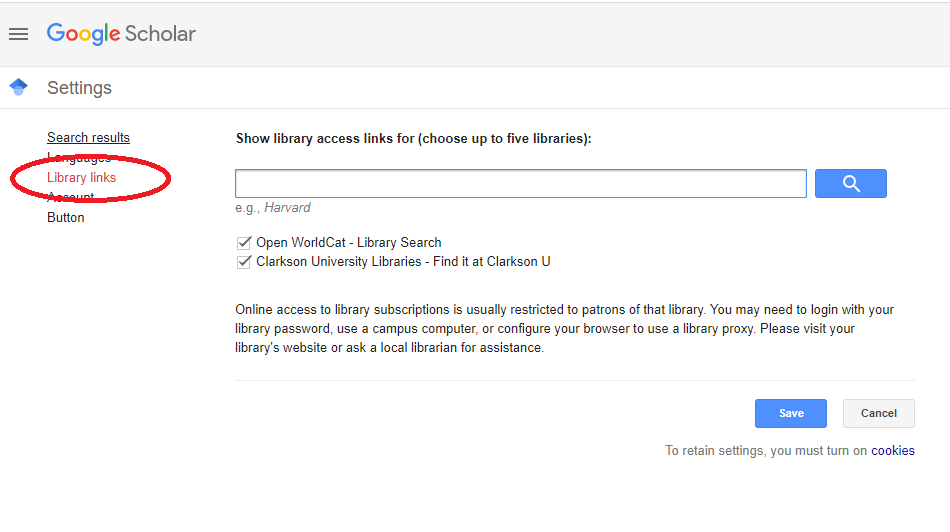 Google Scholar
Settings
Search results
Languages
Library links
Account
Button
Show library access links for (choose up to five libraries):
e.g., Harvard
Open WorldCat - Library Search
Clarkson University Libraries - Find it at Clarkson U
Online access to library subscriptions is usually restricted to patrons of that library. You may need to login with your
library password, use a campus computer, or configure your browser to use a library proxy. Please visit your
library's website or ask a local librarian for assistance.
Save Cancel
To retain settings, you must turn on cookies